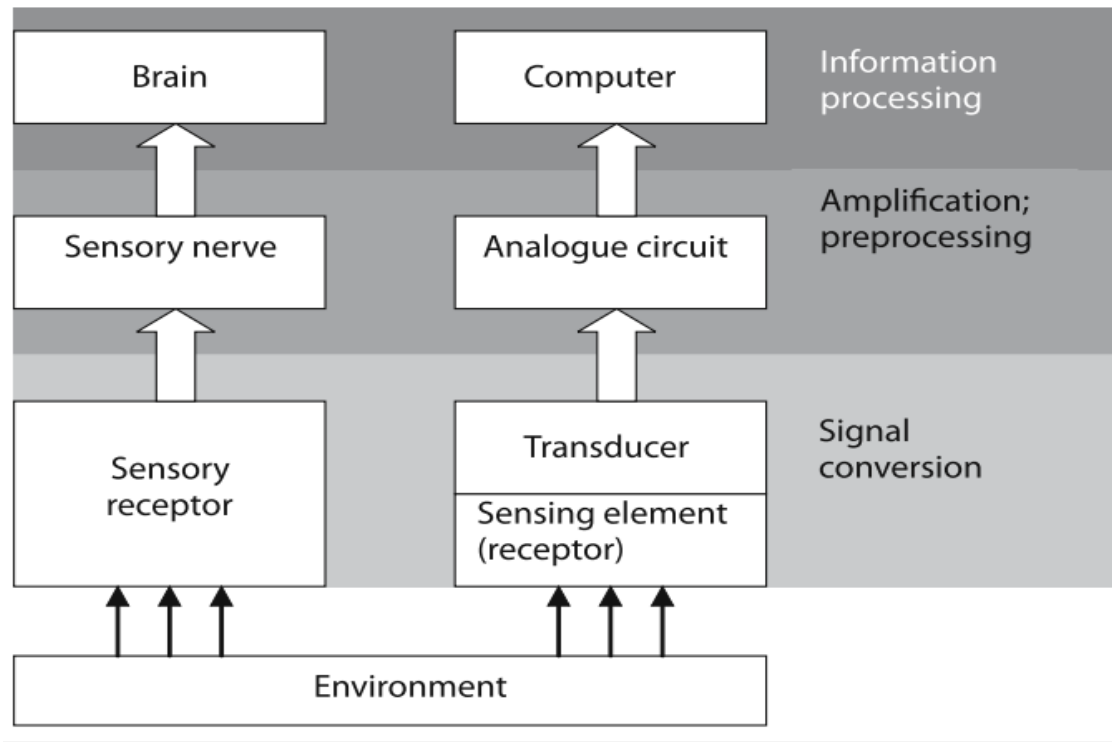 Brain
Computer
Information
processing
Sensory nerve
Analogue circuit
Amplification;
preprocessing
Sensory
receptor
Transducer
Sensing element
(receptor)
Signal
conversion
Environment